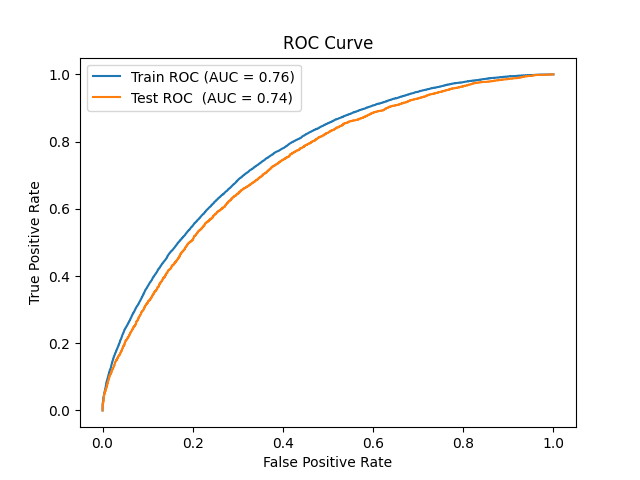 ROC Curve
Train ROC (AUC = 0.76)
Test ROC  (AUC = 0.74)
True Positive Rate
1.0
0.8
0.6
0.4
0.2
0.0
0.0 0.2 0.4 0.6 0.8 1.0
False Positive Rate